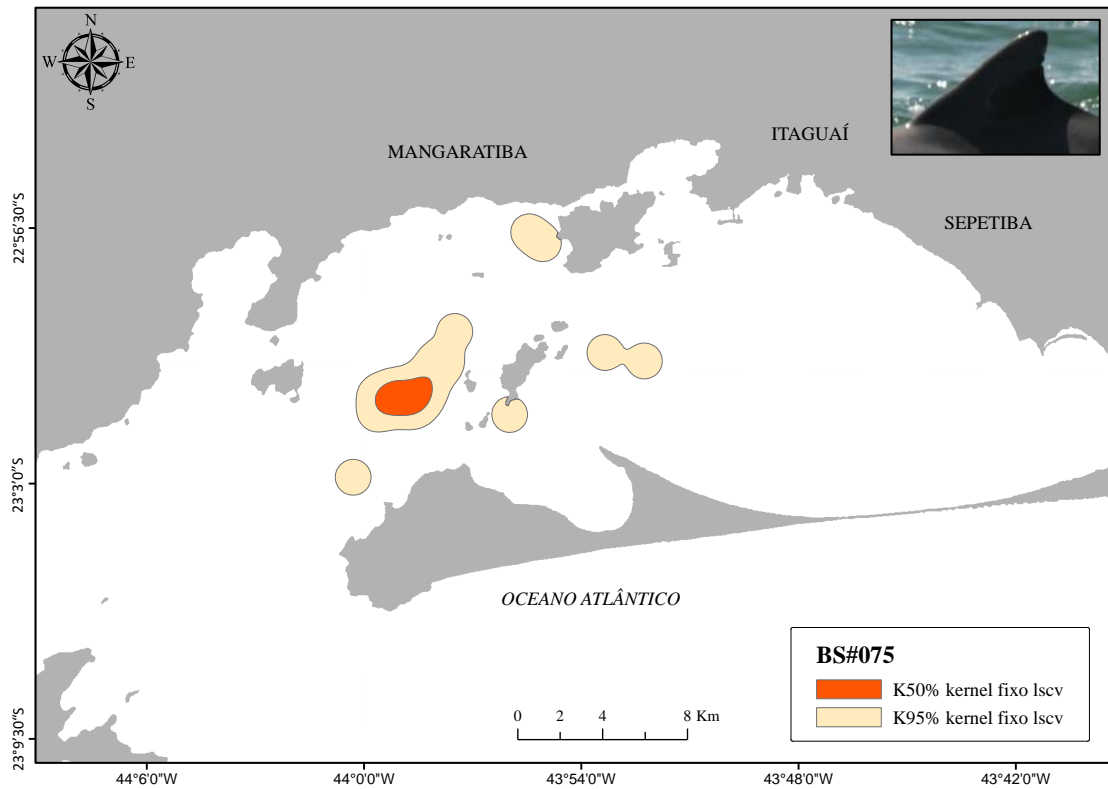 N
W E
S
MANGARATIBA
ITAGUAÍ
SEPETIBA
22°56'30"S
23°3'0"S
23°9'30"S
OCEANO ATLÂNTICO
BS#075
K50% kernel fixo lscv
K95% kernel fixo lscv
0 2 4 8 Km
44°6'0"W 44°0'0"W 43°54'0"W 43°48'0"W 43°42'0"W